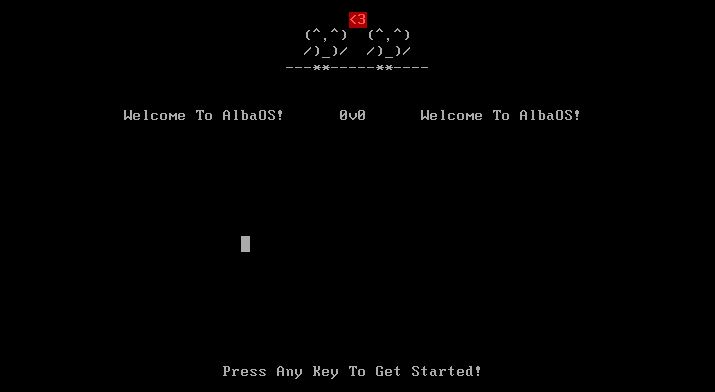 <3
(^,^)  (^,^)
/)_)/  /)_)/
---**-----**----
Welcome To AlbaOS!      0v0      Welcome To AlbaOS!
Press Any Key To Get Started!